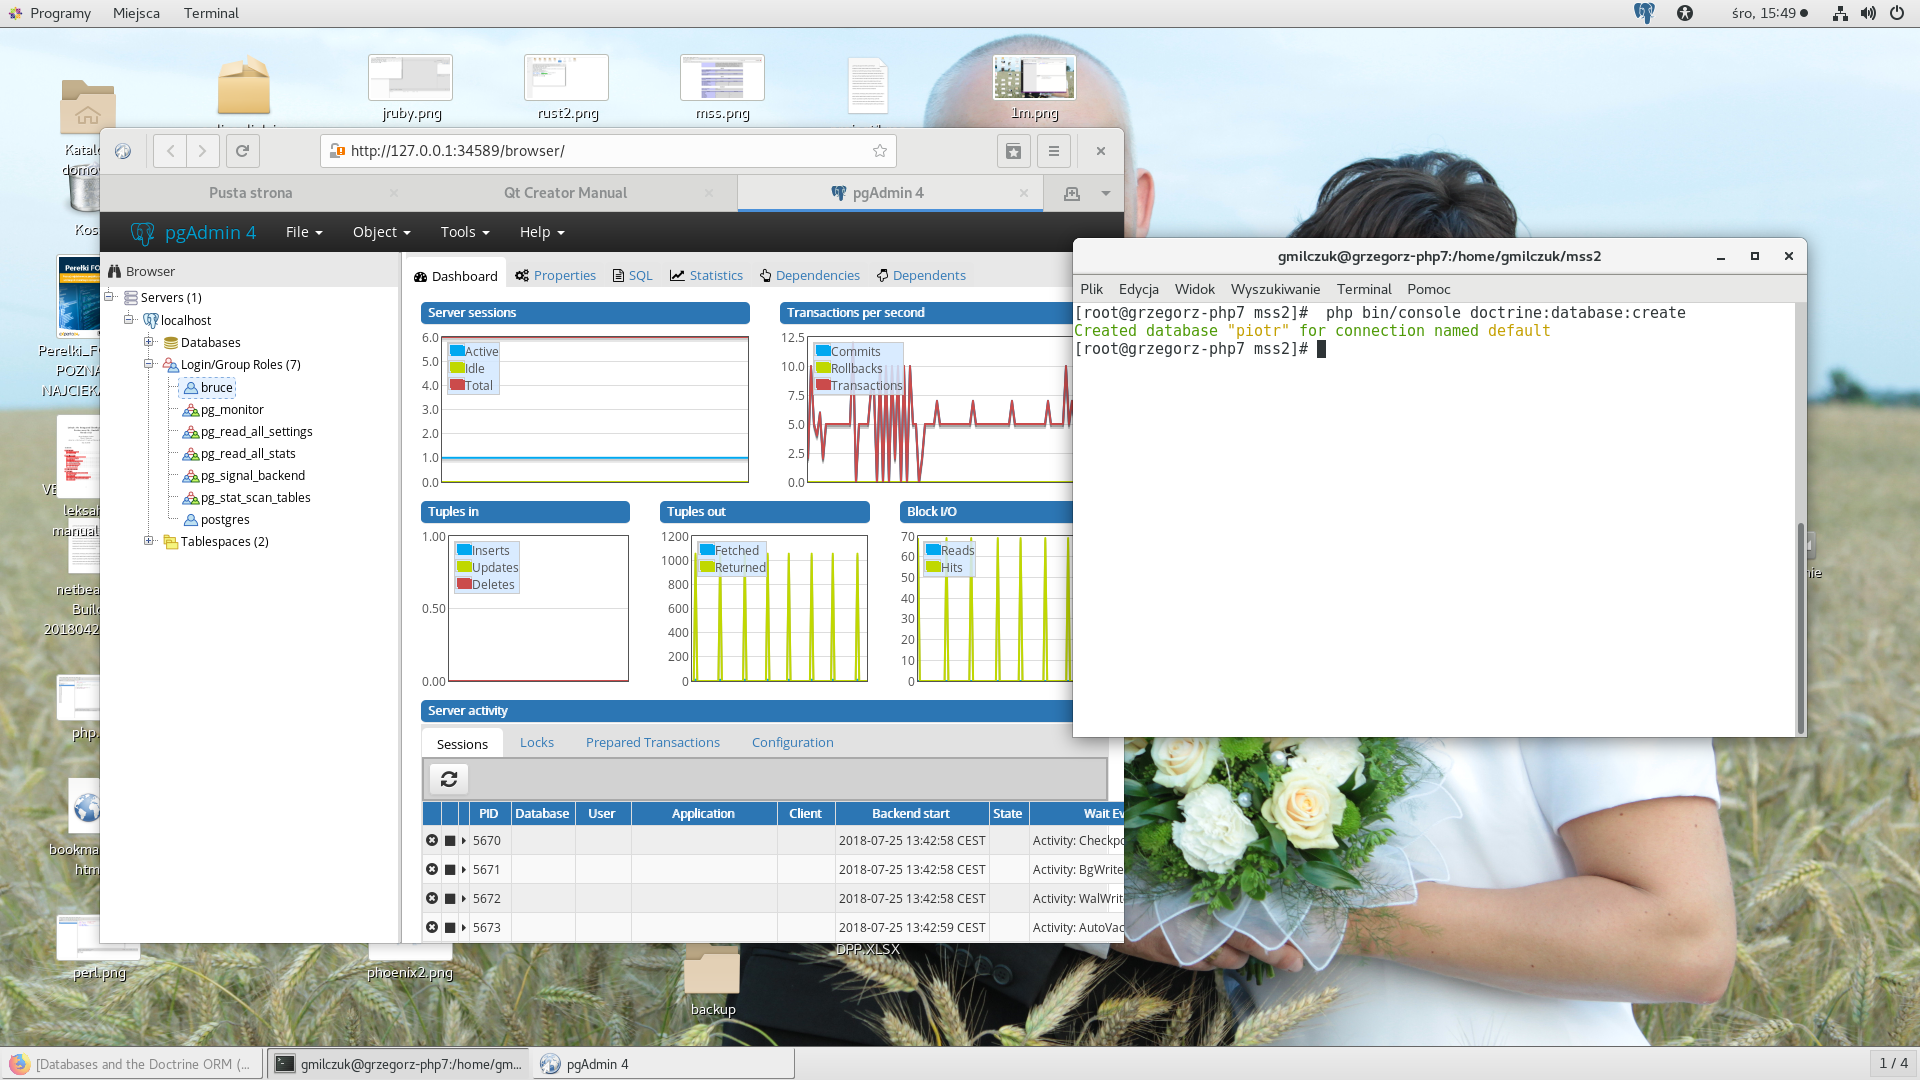 Programy Miejsca Terminal
śro, 15:49
jruby.png
rust2.png
mss.png
1m.png
http://127.0.0.1:34589/browser/
Pusta strona
Qt Creator Manual
pgAdmin 4
pgAdmin 4
File
Object
Tools
Help
Browser
Servers (1)
localhost
Databases
Login/Group Roles (7)
bruce
pg_monitor
pg_read_all_settings
pg_read_all_stats
pg_signal_backend
pg_stat_scan_tables
postgres
Tablespaces (2)
Dashboard
Properties
SQL
Statistics
Dependencies
Dependents
Server sessions
6.0
5.0
4.0
3.0
2.0
1.0
0.0
Active
Idle
Total
Transactions per second
12.5
10.0
7.5
5.0
2.5
0.0
Commits
Rollbacks
Transactions
Tuples in
1.00
0.50
0.00
Inserts
Updates
Deletes
Tuples out
1200
1000
800
600
400
200
0
Fetched
Returned
Block I/O
70
60
50
40
30
20
10
0
Reads
Hits
Server activity
Sessions
Locks
Prepared Transactions
Configuration
PID Database User Application Client Backend start State Wait Ev
5670 2018-07-25 13:42:58 CEST Activity: Checkpo
5671 2018-07-25 13:42:58 CEST Activity: BgWrite
5672 2018-07-25 13:42:58 CEST Activity: WalWrit
5673 2018-07-25 13:42:59 CEST Activity: AutoVac
gmilczuk@grzegorz-php7:/home/gmilczuk/mss2
Plik Edycja Widok Wyszukiwanie Terminal Pomoc
[root@grzegorz-php7 mss2]#  php bin/console doctrine:database:create
Created database "piotr" for connection named default
[root@grzegorz-php7 mss2]#
Katal
domov
Kos
Perelki FO
Perelki_F
POZNA
NAJCIEKA
VE
leksah
manual
netbea
Build
2018042
php.
bookma
htm
perl.png
phoenix2.png
DPP.XLSX
backup
nie
[Databases and the Doctrine ORM (...
gmilczuk@grzegorz-php7:/home/gm...
pgAdmin 4
1 / 4